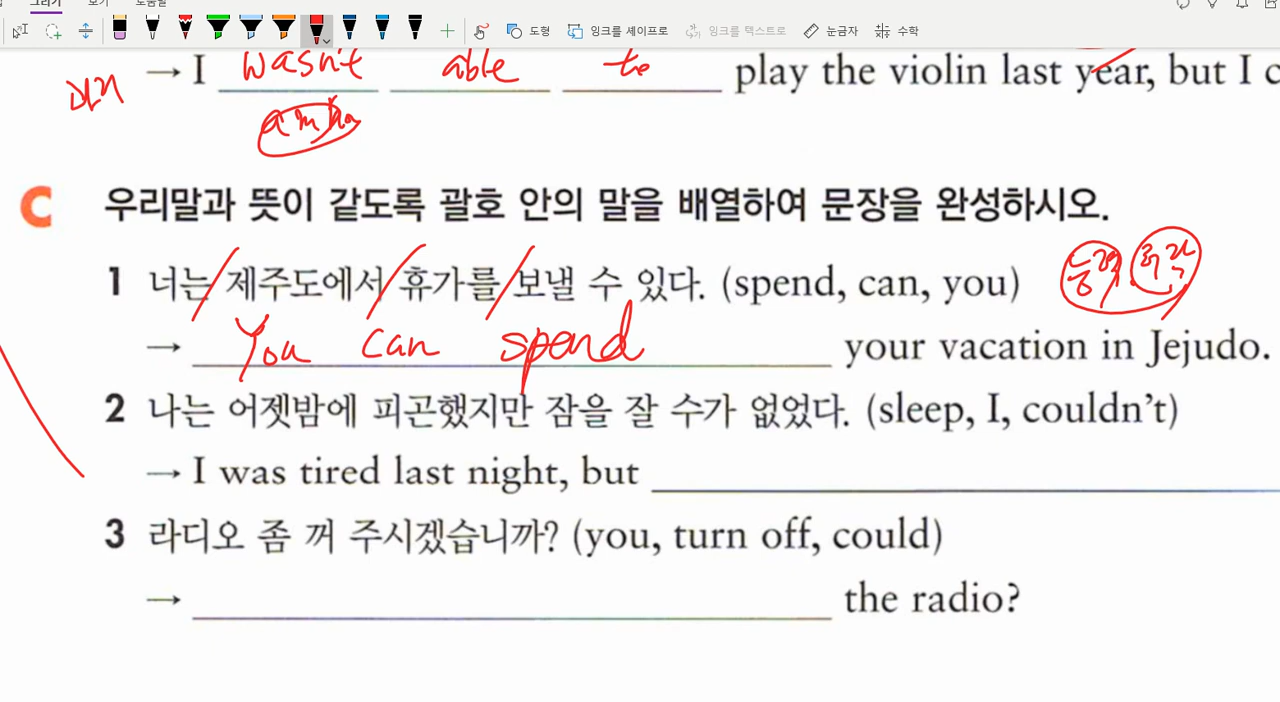 그리기 보기 도움말
도형 잉크를 셰이프로 잉크를 텍스트로 눈금자 수학
과거 → I wasn't able to play the violin last year, but I c
C 우리말과 뜻이 같도록 괄호 안의 말을 배열하여 문장을 완성하시오.
1 너는 제주도에서 휴가를 보낼 수 있다. (spend, can, you) 능력 허락
→ You can spend your vacation in Jejudo.
2 나는 어젯밤에 피곤했지만 잠을 잘 수가 없었다. (sleep, I, couldn't)
→ I was tired last night, but
3 라디오 좀 꺼 주시겠습니까? (you, turn off, could)
→ the radio?